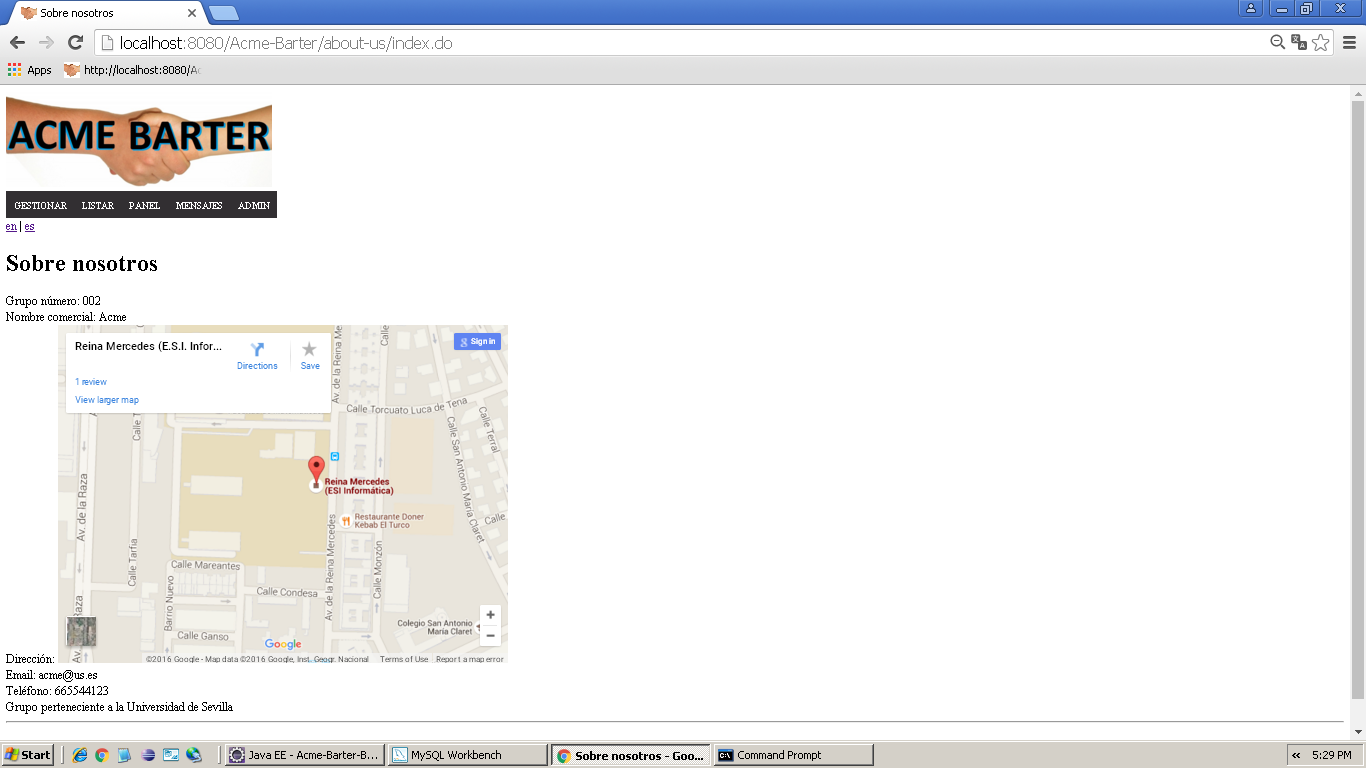 Sobre nosotros
localhost:8080/Acme-Barter/about-us/index.do
Apps http://localhost:8080/Ac
ACME BARTER
GESTIONAR LISTAR PANEL MENSAJES ADMIN
en | es
Sobre nosotros
Grupo número: 002
Nombre comercial: Acme
Reina Mercedes (E.S.I. Infor...
Directions Save
1 review
View larger map
Sign in
Av. de la Reina Me
Calle
Calle Torcuato Luca de Tena
Calle T
Calle Terral
Calle San Antonio María Claret
Reina Mercedes
(ESI Informática)
Av. de la Raza
Restaurante Doner
Kebab El Turco
Calle
Calle Tarfia
Av. de la Reina Mercedes
Calle Monzón
Calle Mareantes
Barrio Nuevo
Calle Condesa
Colegio San Antonio
María Claret
Calle Ganso
Raza
Google
©2016 Google - Map data ©2016 Google, Inst. Geogr. Nacional Terms of Use Report a map error
Dirección:
Email: acme@us.es
Teléfono: 665544123
Grupo perteneciente a la Universidad de Sevilla
Start Java EE - Acme-Barter-B... MySQL Workbench Sobre nosotros - Goo... Command Prompt « 5:29 PM